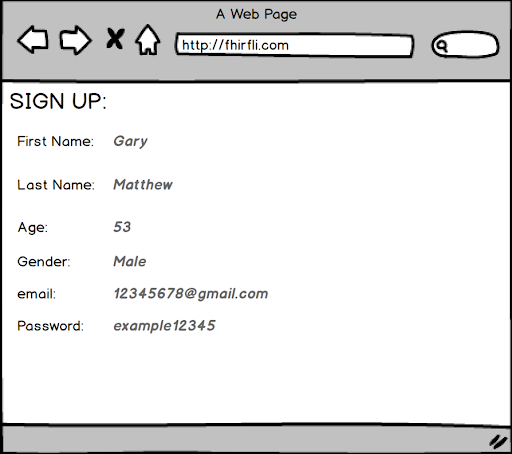 A Web Page
http://fhirfli.com
SIGN UP:
First Name: Gary
Last Name: Matthew
Age: 53
Gender: Male
email: 12345678@gmail.com
Password: example12345